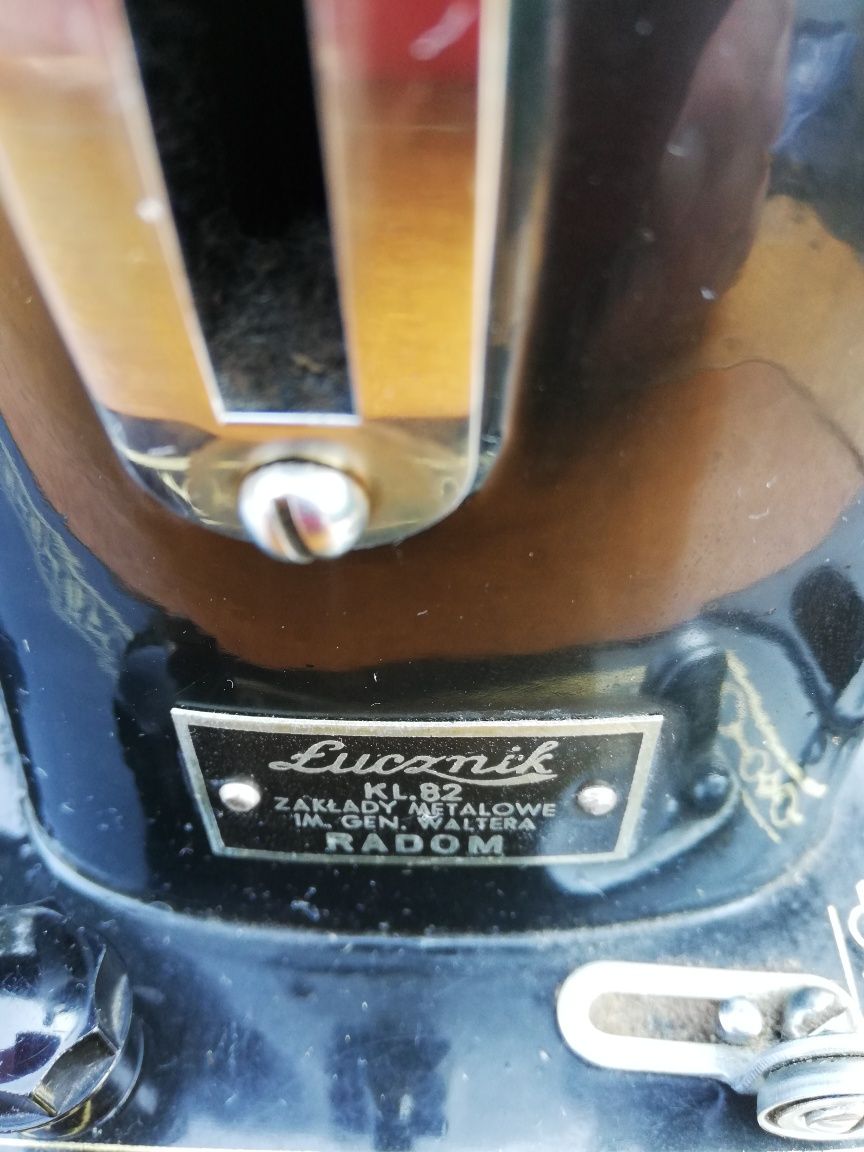 Łucznik
KL.82
ZAKŁADY METALOWE
IM. GEN. WALTERA
RADOM